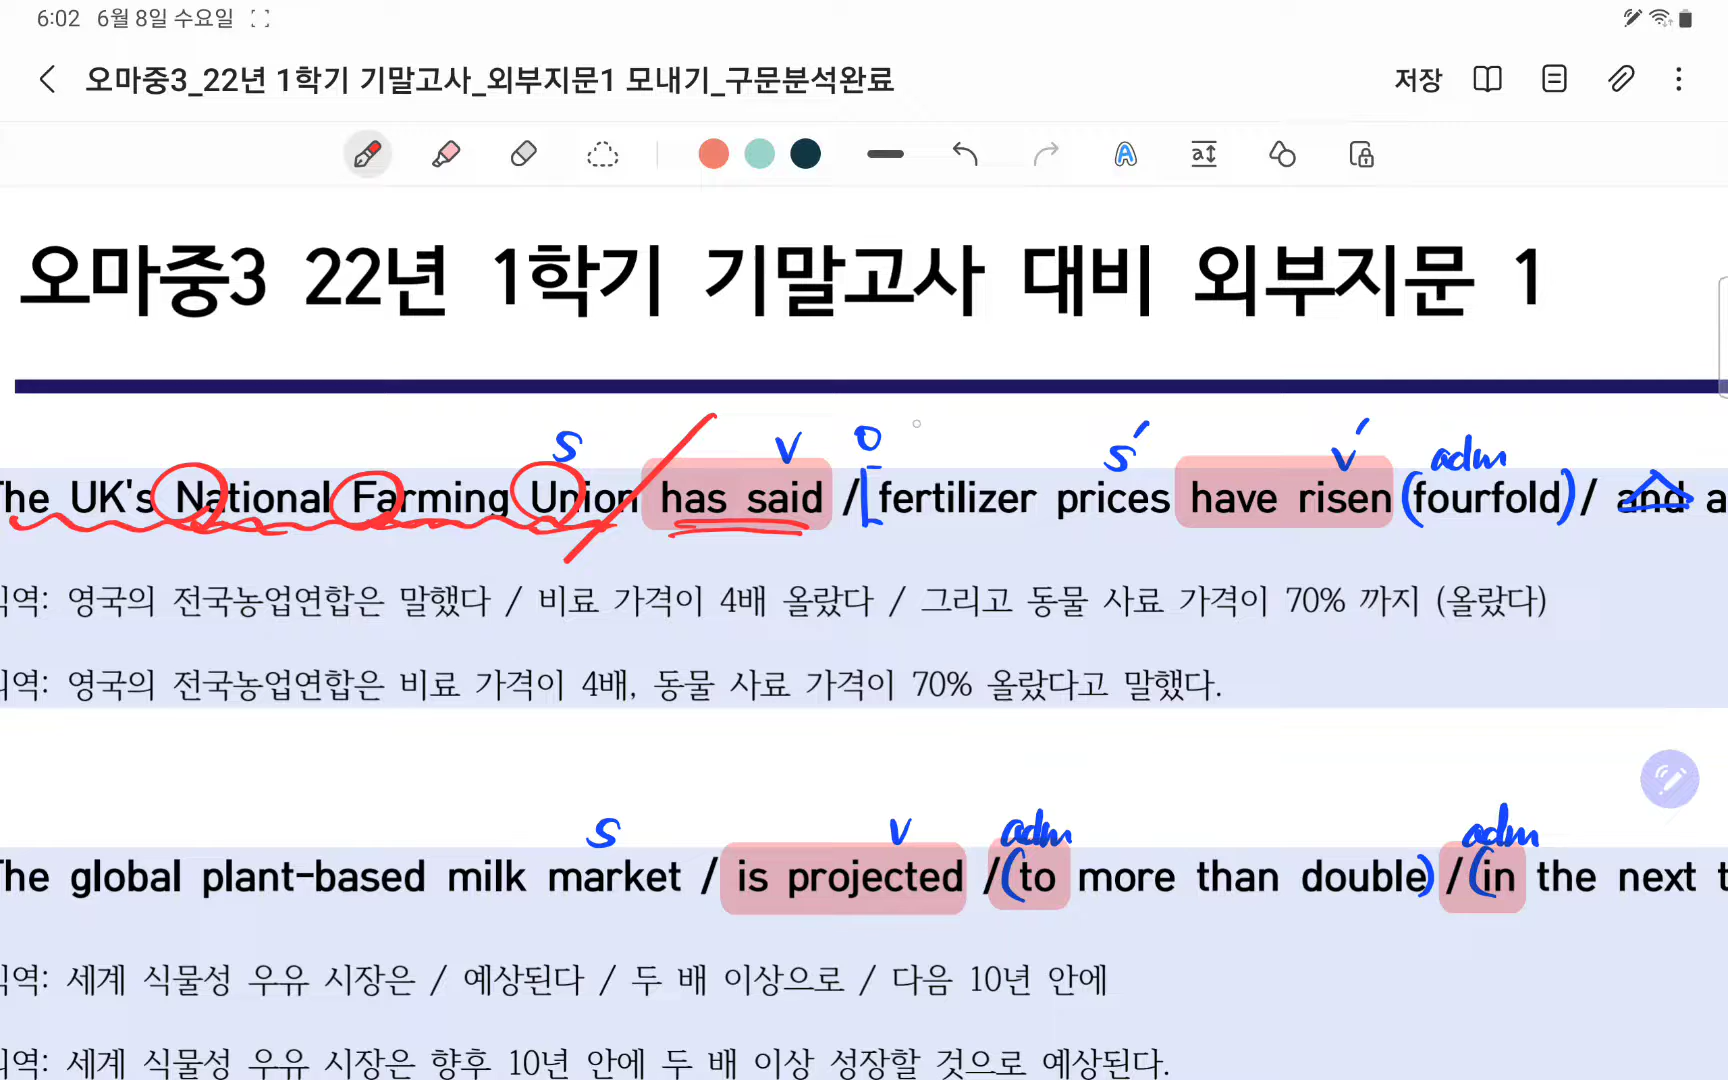 6:02 6월 8일 수요일
오마중3_22년 1학기 기말고사_외부지문1 모내기_구문분석완료
저장
오마중3 22년 1학기 기말고사 대비 외부지문 1
s v o s' v' adm
he UK's National Farming Union has said / [ fertilizer prices have risen (fourfold) / and a
역: 영국의 전국농업연합은 말했다 / 비료 가격이 4배 올랐다 / 그리고 동물 사료 가격이 70% 까지 (올랐다)
역: 영국의 전국농업연합은 비료 가격이 4배, 동물 사료 가격이 70% 올랐다고 말했다.
s v adm adm
he global plant-based milk market / is projected / (to more than double) / (in the next t
역: 세계 식물성 우유 시장은 / 예상된다 / 두 배 이상으로 / 다음 10년 안에
역: 세계 식물성 우유 시장은 향후 10년 안에 두 배 이상 성장할 것으로 예상된다.